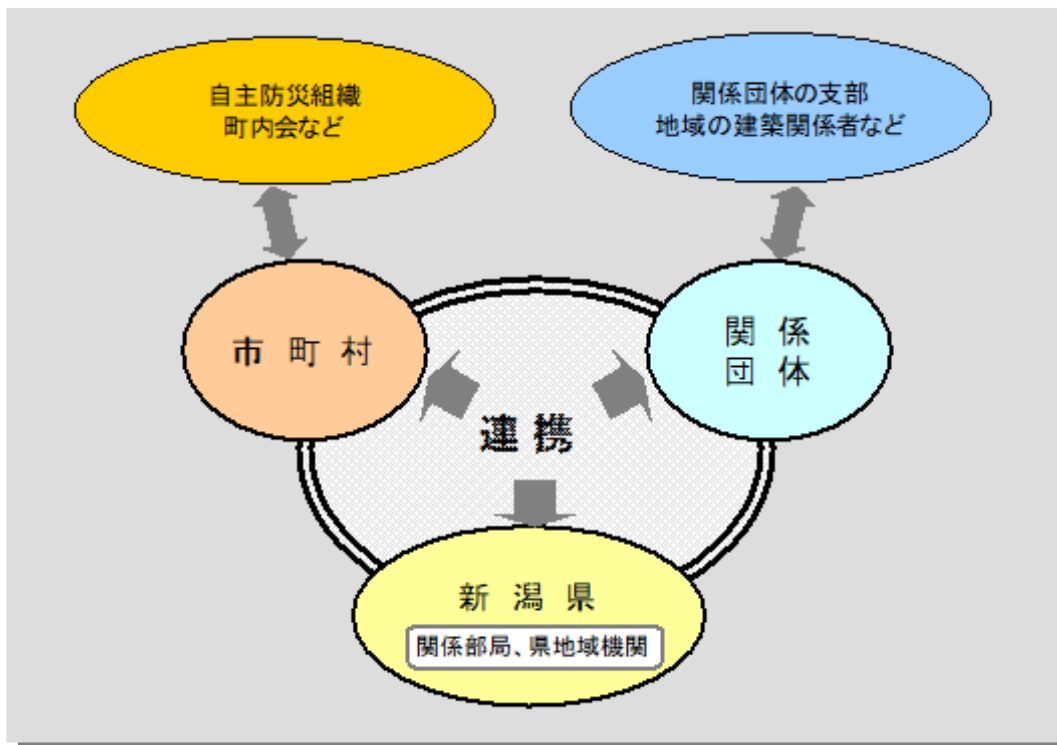 自主防災組織
町内会など
関係団体の支部
地域の建築関係者など
市 町 村
関 係
団 体
連 携
新 潟 県
関係部局、県地域機関